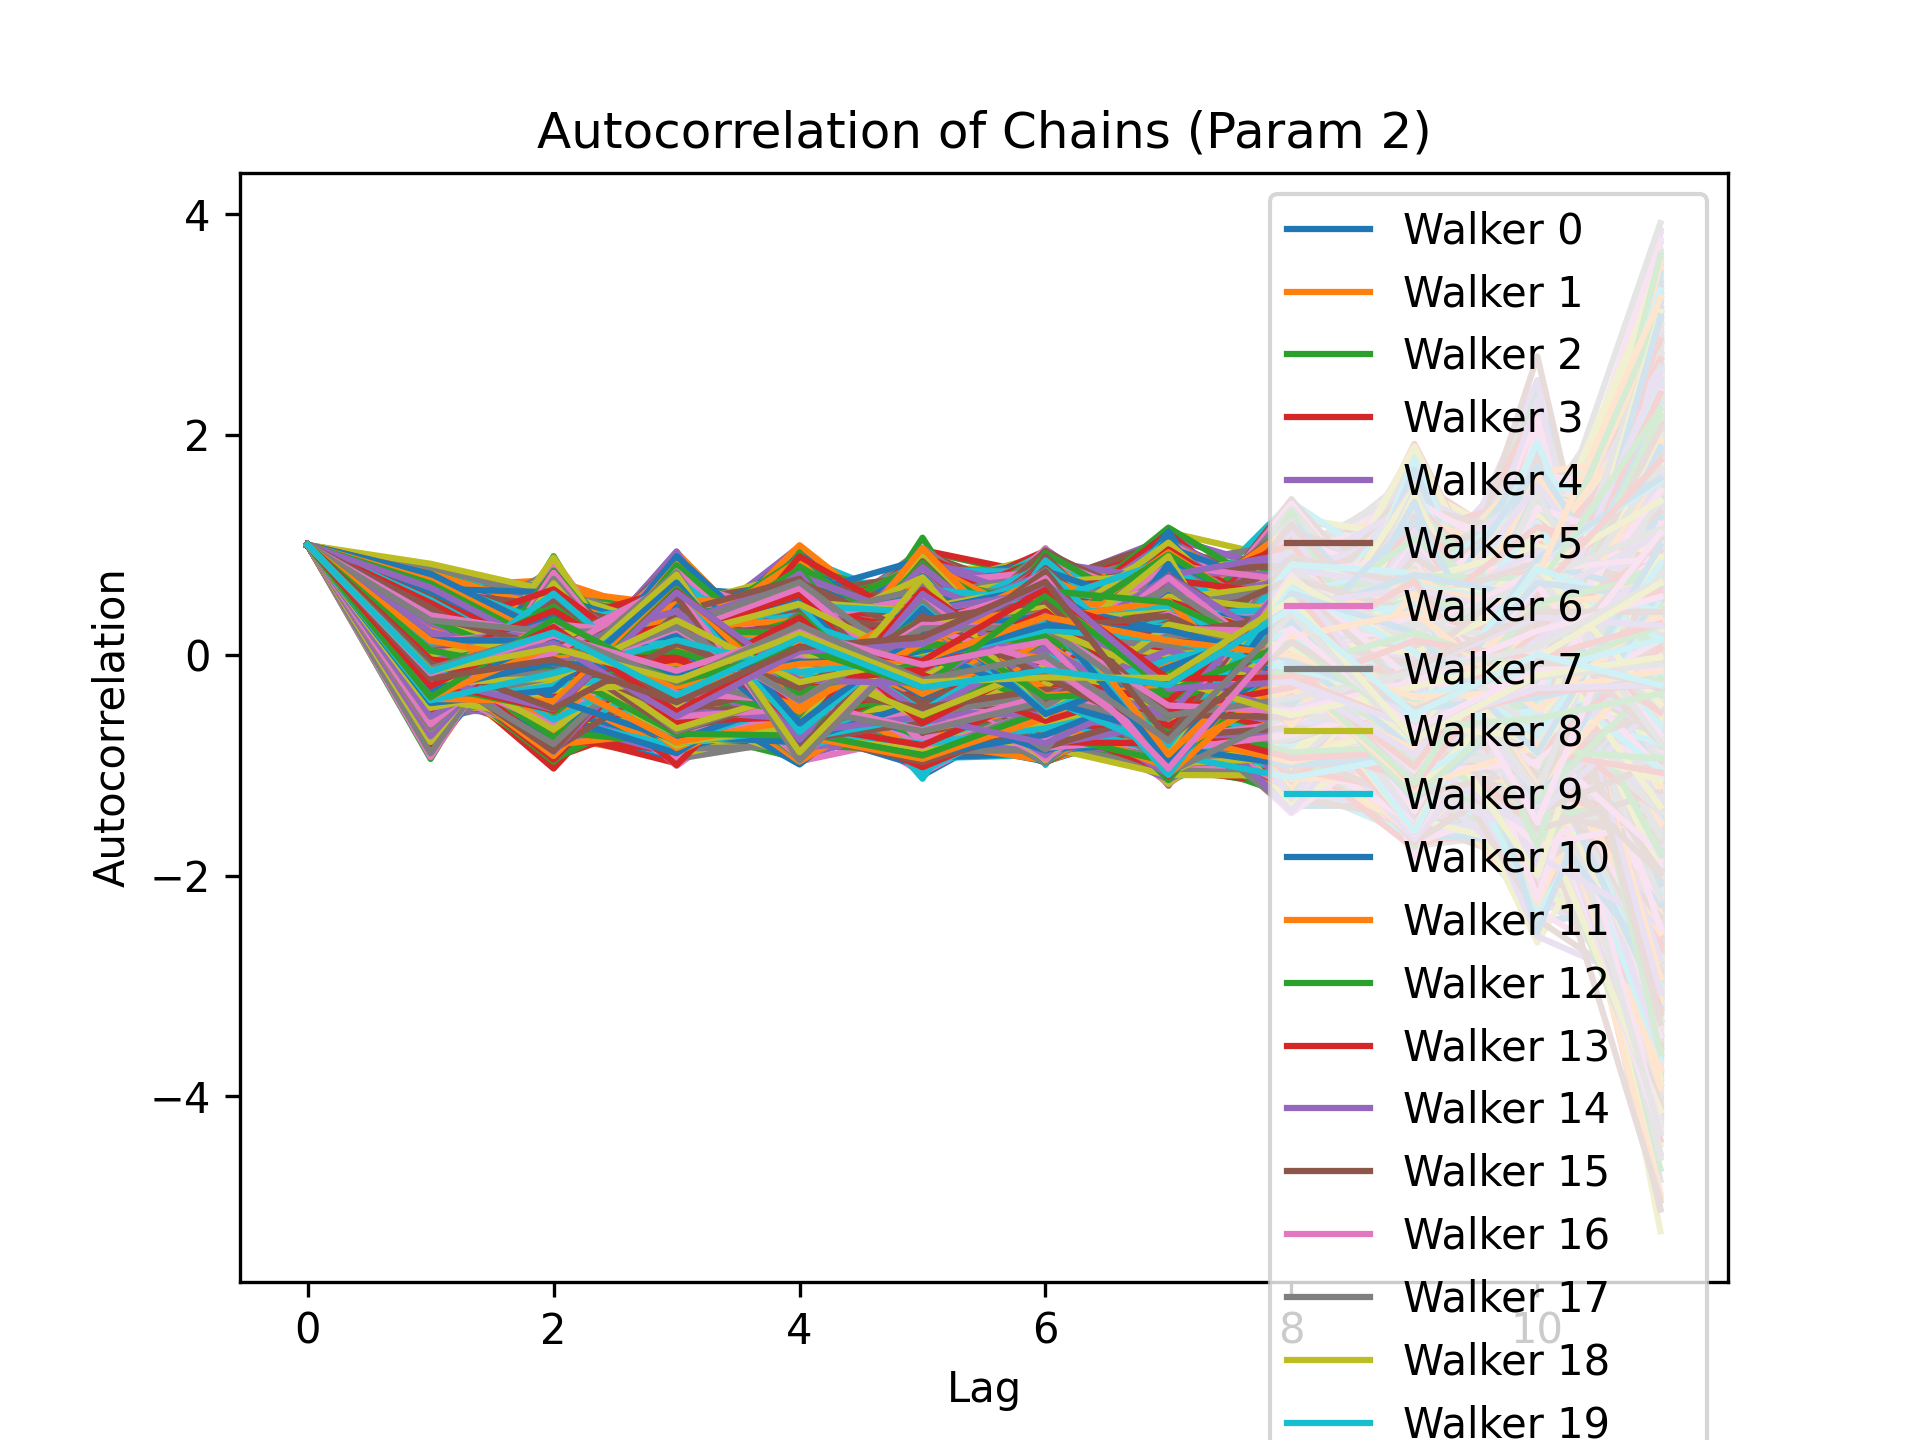 Autocorrelation of Chains (Param 2)
Autocorrelation
4
2
0
−2
−4
0
2
4
6
8
10
Lag
Walker 0
Walker 1
Walker 2
Walker 3
Walker 4
Walker 5
Walker 6
Walker 7
Walker 8
Walker 9
Walker 10
Walker 11
Walker 12
Walker 13
Walker 14
Walker 15
Walker 16
Walker 17
Walker 18
Walker 19